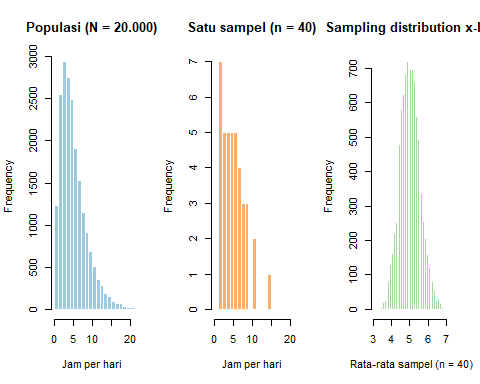 Populasi (N = 20.000)
Frequency
0
500
1000
1500
2000
2500
3000
0 5 10 20
Jam per hari
Satu sampel (n = 40)
Frequency
0
1
2
3
4
5
6
7
0 5 10 20
Jam per hari
Sampling distribution x-b
Frequency
0
100
200
300
400
500
600
700
3 4 5 6 7
Rata-rata sampel (n = 40)